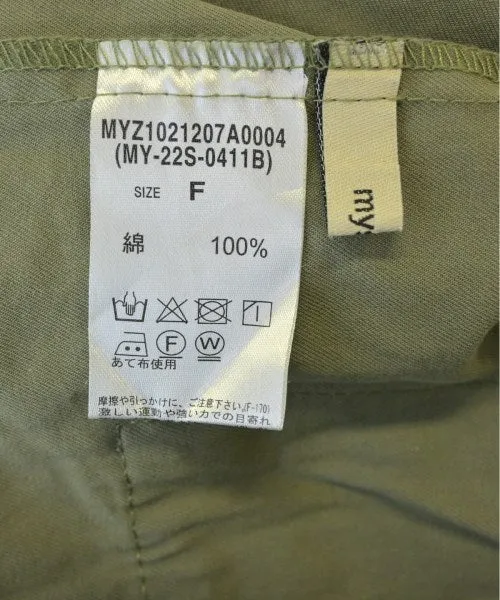 MYZ1021207A0004
(MY-22S-0411B)
SIZE F
綿 100%
F W
あて布使用
摩擦や引っかけに、ご注意下さい。(F-170)
激しい運動や強い力での目寄れ
mys